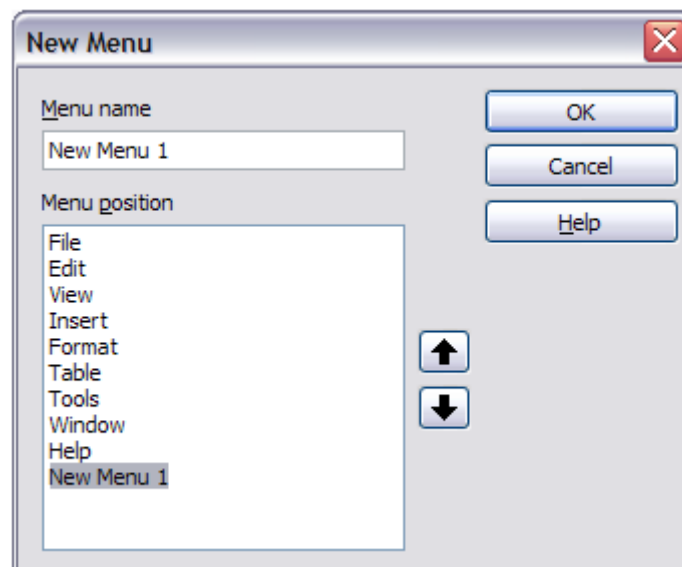 New Menu
Menu name
New Menu 1
Menu position
File
Edit
View
Insert
Format
Table
Tools
Window
Help
New Menu 1
OK
Cancel
Help